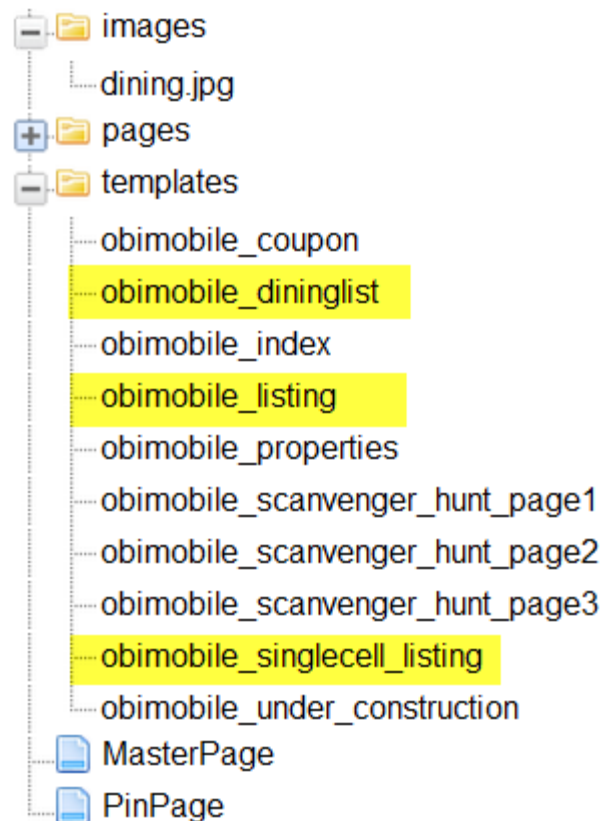 images
dining.jpg
pages
templates
obimobile_coupon
obimobile_dininglist
obimobile_index
obimobile_listing
obimobile_properties
obimobile_scanvenger_hunt_page1
obimobile_scanvenger_hunt_page2
obimobile_scanvenger_hunt_page3
obimobile_singlecell_listing
obimobile_under_construction
MasterPage
PinPage